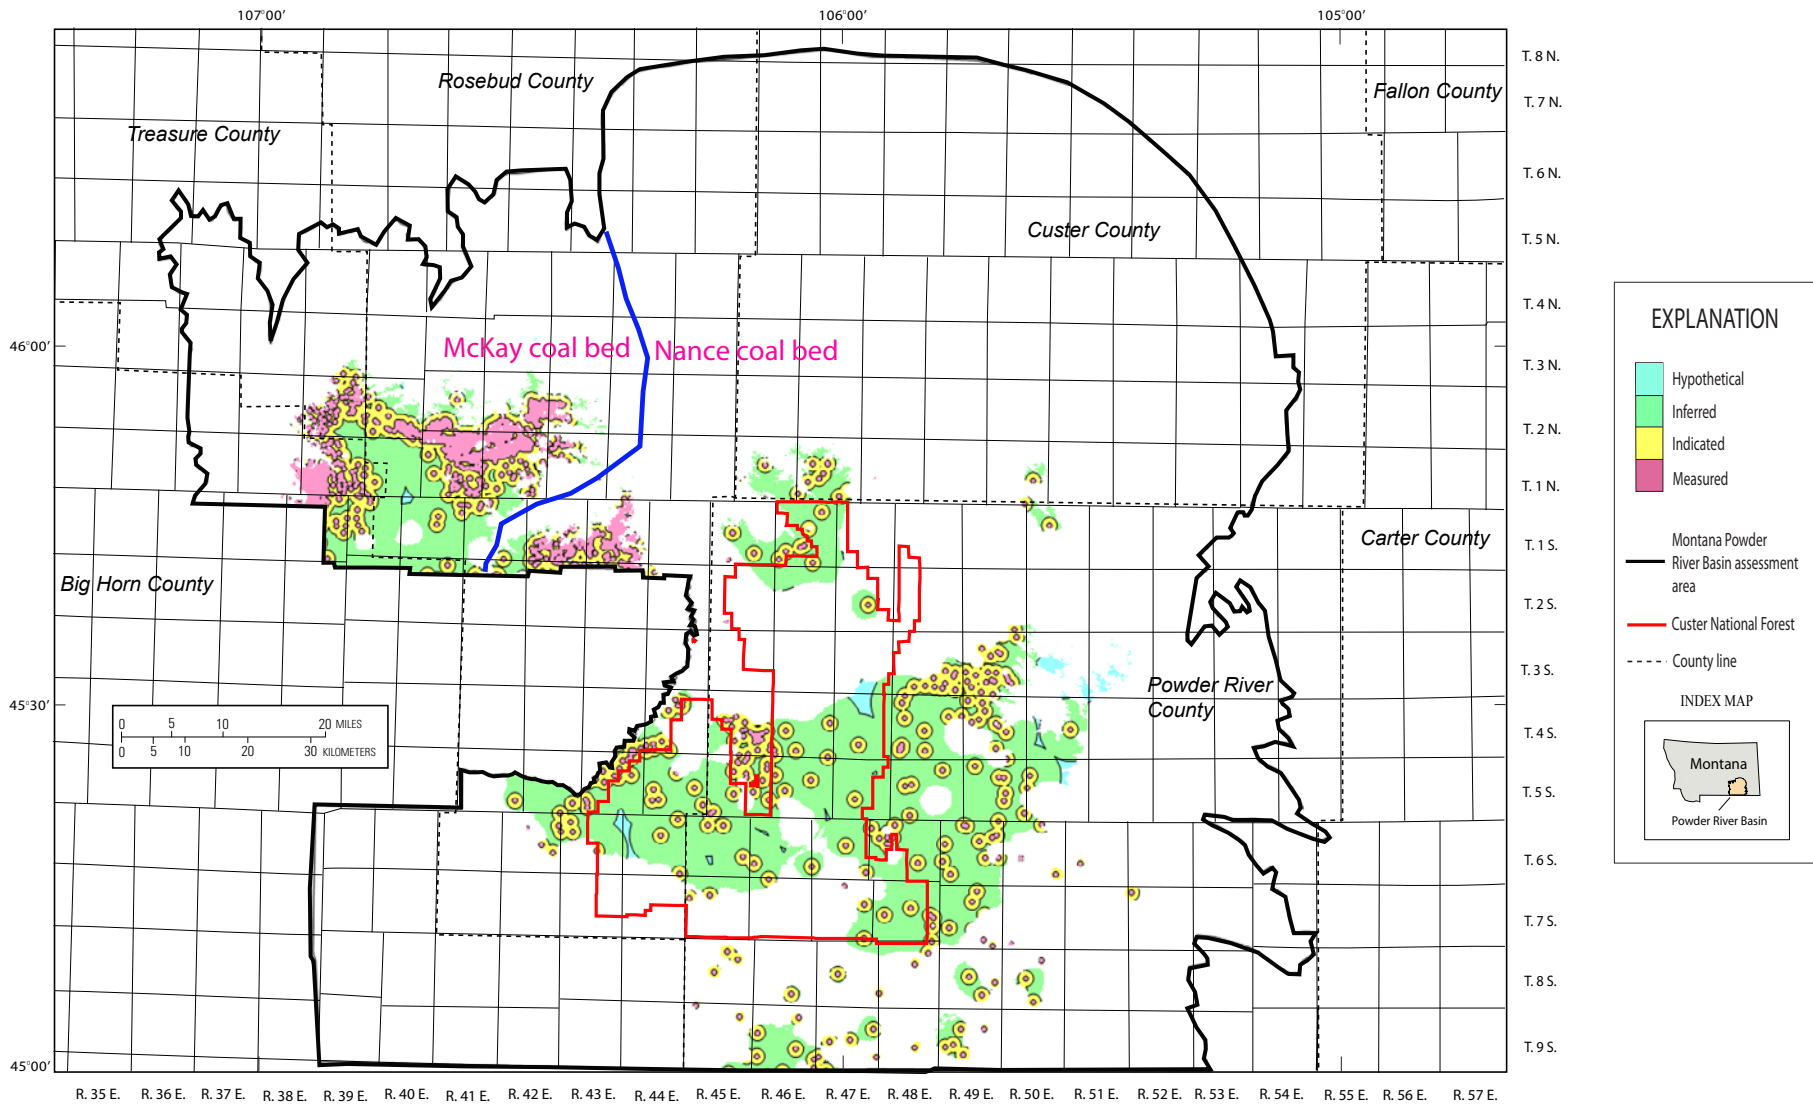 107°00’
106°00’
105°00’
Rosebud County
Treasure County
Fallon County
Custer County
McKay coal bed
Nance coal bed
Big Horn County
Carter County
Powder River
County
46°00’
45°30’
45°00’
0 5 10 20 MILES
0 5 10 20 30 KILOMETERS
T. 8 N.
T. 7 N.
T. 6 N.
T. 5 N.
T. 4 N.
T. 3 N.
T. 2 N.
T. 1 N.
T. 1 S.
T. 2 S.
T. 3 S.
T. 4 S.
T. 5 S.
T. 6 S.
T. 7 S.
T. 8 S.
T. 9 S.
R. 35 E. R. 36 E. R. 37 E. R. 38 E. R. 39 E. R. 40 E. R. 41 E. R. 42 E. R. 43 E. R. 44 E. R. 45 E. R. 46 E. R. 47 E. R. 48 E. R. 49 E. R. 50 E. R. 51 E. R. 52 E. R. 53 E. R. 54 E. R. 55 E. R. 56 E. R. 57 E.
EXPLANATION
Hypothetical
Inferred
Indicated
Measured
Montana Powder
River Basin assessment
area
Custer National Forest
County line
INDEX MAP
Montana
Powder River Basin